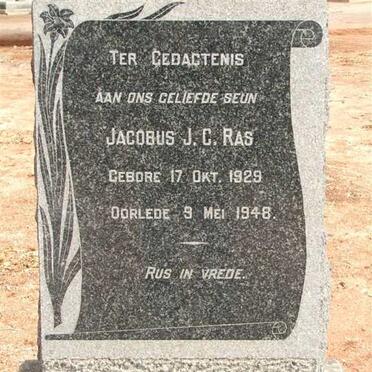 TER GEDAGTENIS
AAN ONS GELIEFDE SEUN
JACOBUS J. C. RAS
GEBORE 17 OKT. 1929
OORLEDE 9 MEI 1948.
RUS IN VREDE.